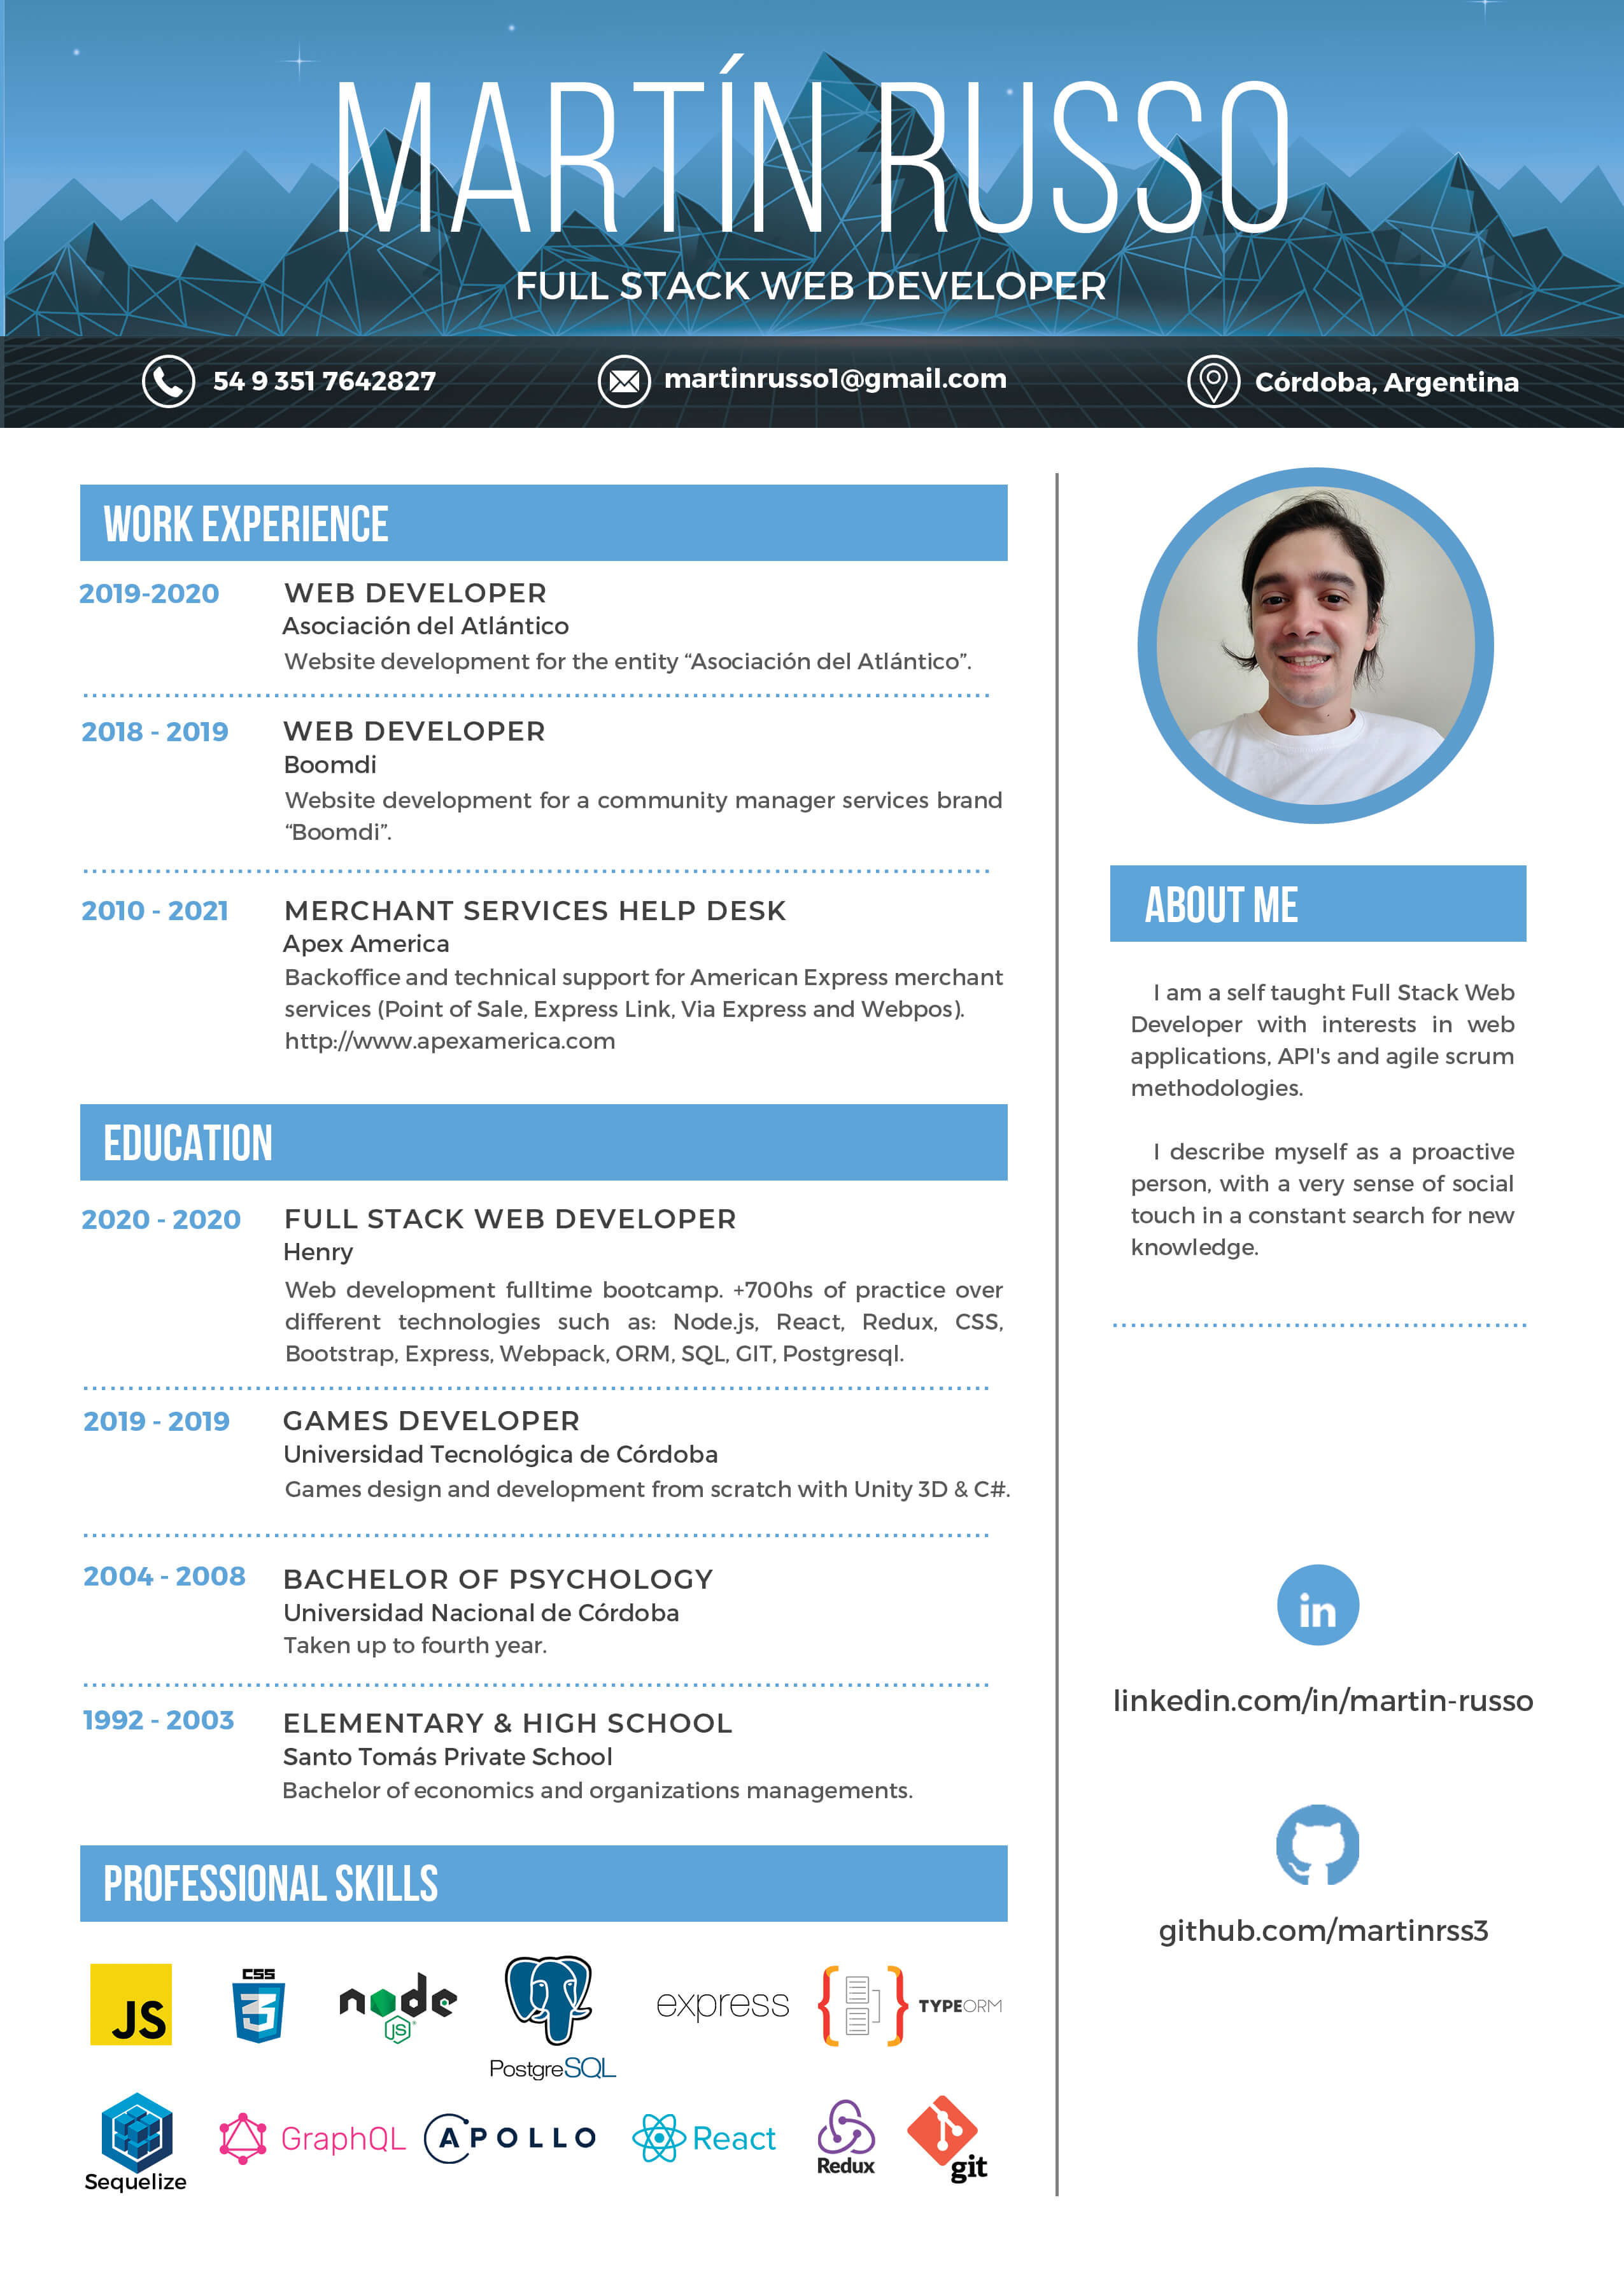 MARTÍN RUSSO
FULL STACK WEB DEVELOPER
54 9 351 7642827
martinrusso1@gmail.com
Córdoba, Argentina
WORK EXPERIENCE
2019-2020
WEB DEVELOPER
Asociación del Atlántico
Website development for the entity “Asociación del Atlántico”.
2018 - 2019
WEB DEVELOPER
Boomdi
Website development for a community manager services brand
“Boomdi”.
2010 - 2021
MERCHANT SERVICES HELP DESK
Apex America
Backoffice and technical support for American Express merchant
services (Point of Sale, Express Link, Via Express and Webpos).
http://www.apexamerica.com
EDUCATION
2020 - 2020
FULL STACK WEB DEVELOPER
Henry
Web development fulltime bootcamp. +700hs of practice over
different technologies such as: Node.js, React, Redux, CSS,
Bootstrap, Express, Webpack, ORM, SQL, GIT, Postgresql.
2019 - 2019
GAMES DEVELOPER
Universidad Tecnológica de Córdoba
Games design and development from scratch with Unity 3D & C#.
2004 - 2008
BACHELOR OF PSYCHOLOGY
Universidad Nacional de Córdoba
Taken up to fourth year.
1992 - 2003
ELEMENTARY & HIGH SCHOOL
Santo Tomás Private School
Bachelor of economics and organizations managements.
PROFESSIONAL SKILLS
JS
CSS
3
node
JS
PostgreSQL
express
TYPEORM
Sequelize
GraphQL
APOLLO
React
Redux
git
ABOUT ME
I am a self taught Full Stack Web
Developer with interests in web
applications, API's and agile scrum
methodologies.
I describe myself as a proactive
person, with a very sense of social
touch in a constant search for new
knowledge.
in
linkedin.com/in/martin-russo
github.com/martinrss3